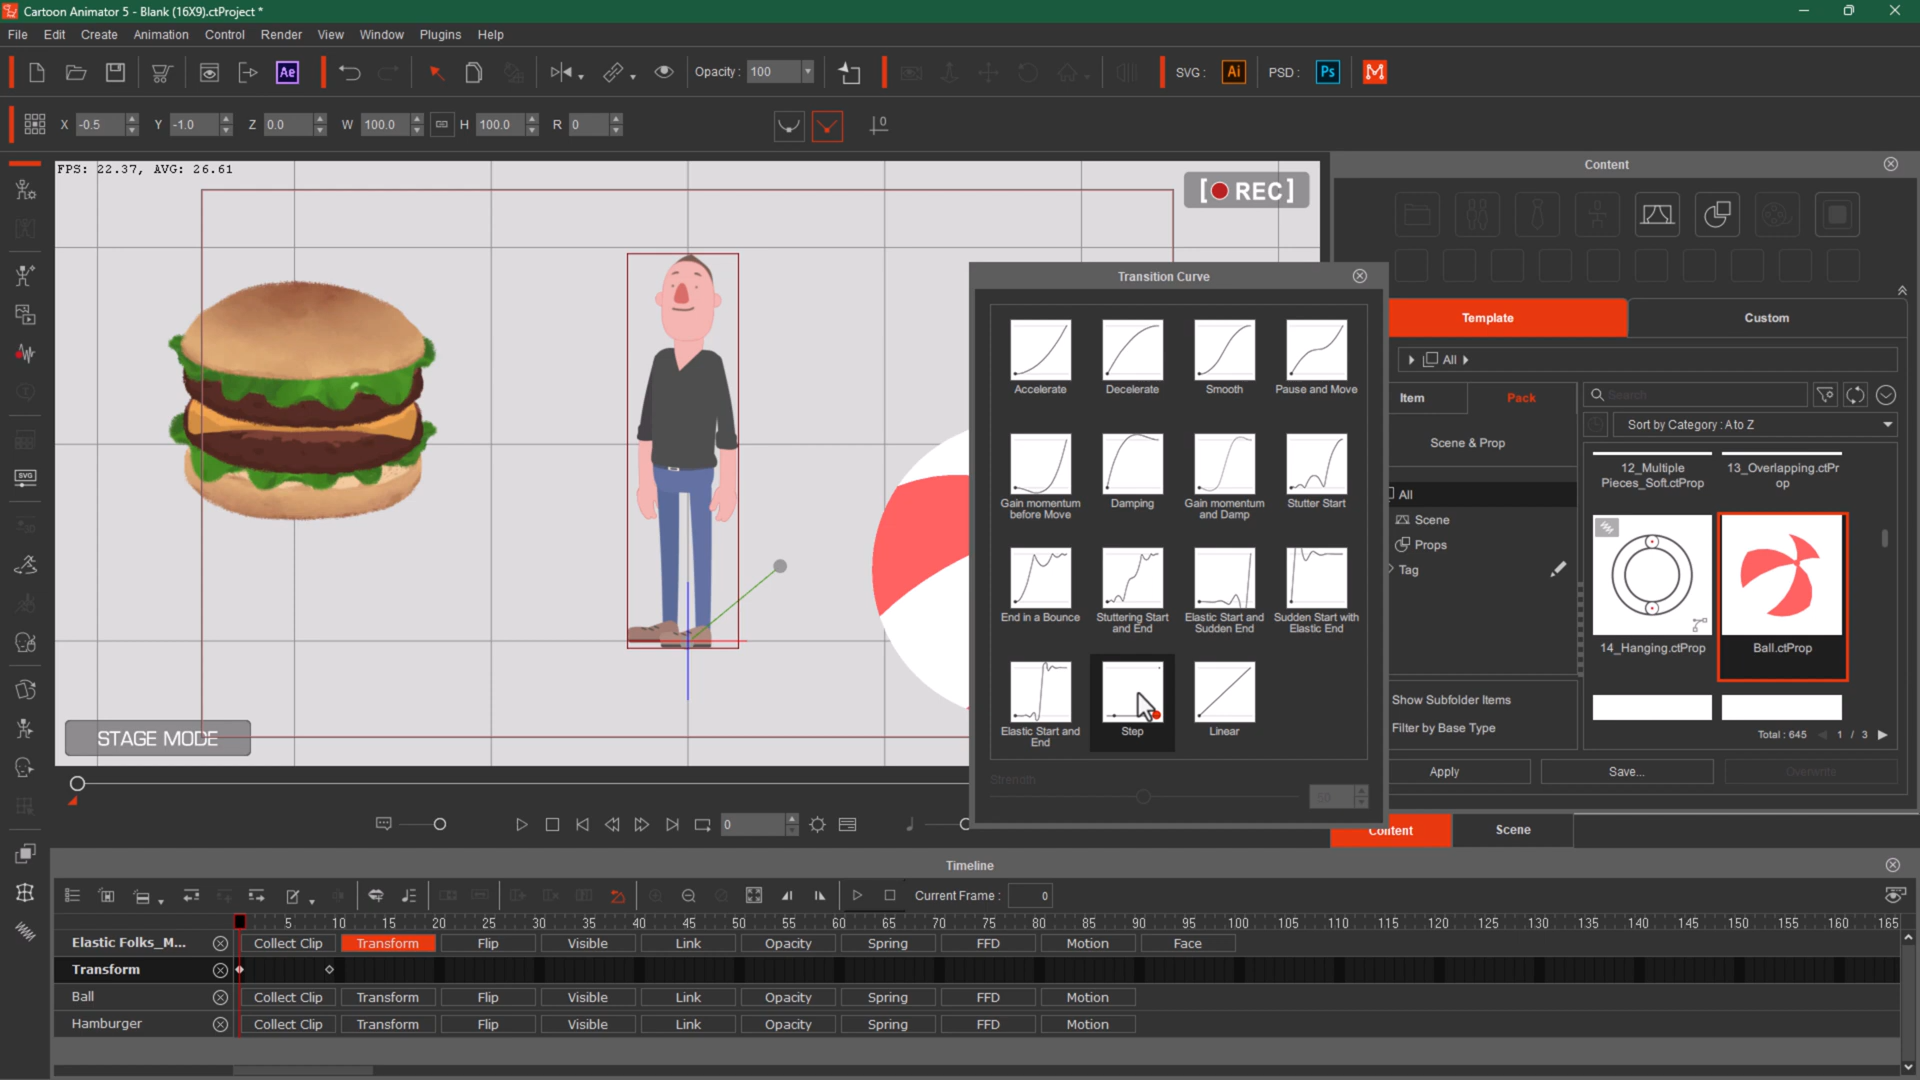 Cartoon Animator 5 - Blank (16X9).ctProject *
File Edit Create Animation Control Render View Window Plugins Help
Ae Opacity : 100 SVG : Ai PSD : Ps
X -0.5 Y -1.0 Z 0.0 W 100.0 H 100.0 R 0 0
FPS: 22.37, AVG: 26.61
[ REC ]
STAGE MODE
SVG
Transition Curve
Accelerate Decelerate Smooth Pause and Move
Gain momentum before Move
Damping
Gain momentum and Damp
Stutter Start
End in a Bounce
Stuttering Start and End
Elastic Start and Sudden End
Sudden Start with Elastic End
Elastic Start and End
Step
Linear
Strength
50
Content
Template Custom
All
Item Pack Search
Scene & Prop
Sort by Category : A to Z
All
Scene
Props
Tag
12_Multiple Pieces_Soft.ctProp
13_Overlapping.ctProp
14_Hanging.ctProp
Ball.ctProp
Show Subfolder Items
Filter by Base Type
Total : 645 1 / 3
Apply Save... Overwrite
Content Scene
0
Timeline
Current Frame : 0
5 10 15 20 25 30 35 40 45 50 55 60 65 70 75 80 85 90 95 100 105 110 115 120 125 130 135 140 145 150 155 160 165
Elastic Folks_M... Collect Clip Transform Flip Visible Link Opacity Spring FFD Motion Face
Transform
Ball Collect Clip Transform Flip Visible Link Opacity Spring FFD Motion
Hamburger Collect Clip Transform Flip Visible Link Opacity Spring FFD Motion